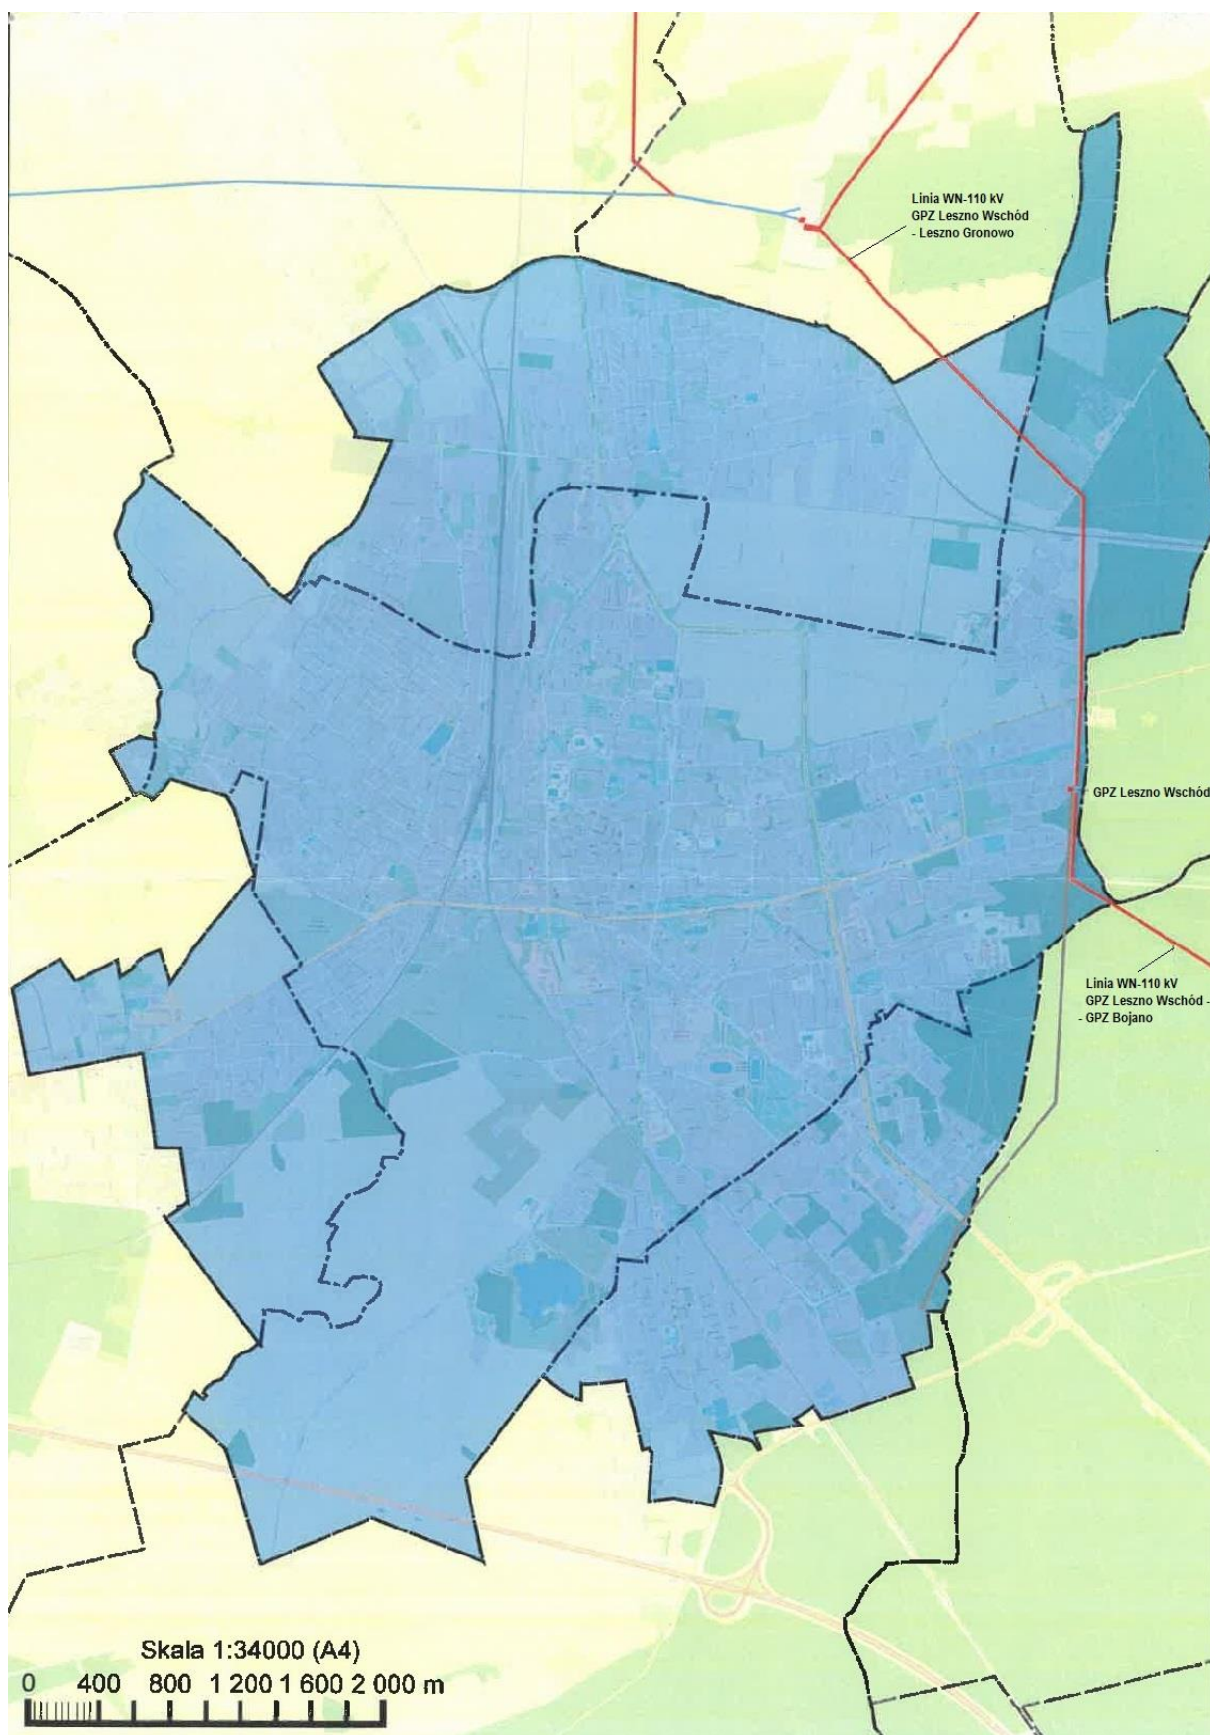 Linia WN-110 kV
GPZ Leszno Wschód
- Leszno Gronowo
GPZ Leszno Wschód
Linia WN-110 kV
GPZ Leszno Wschód -
- GPZ Bojano
Skala 1:34000 (A4)
0 400 800 1 200 1 600 2 000 m